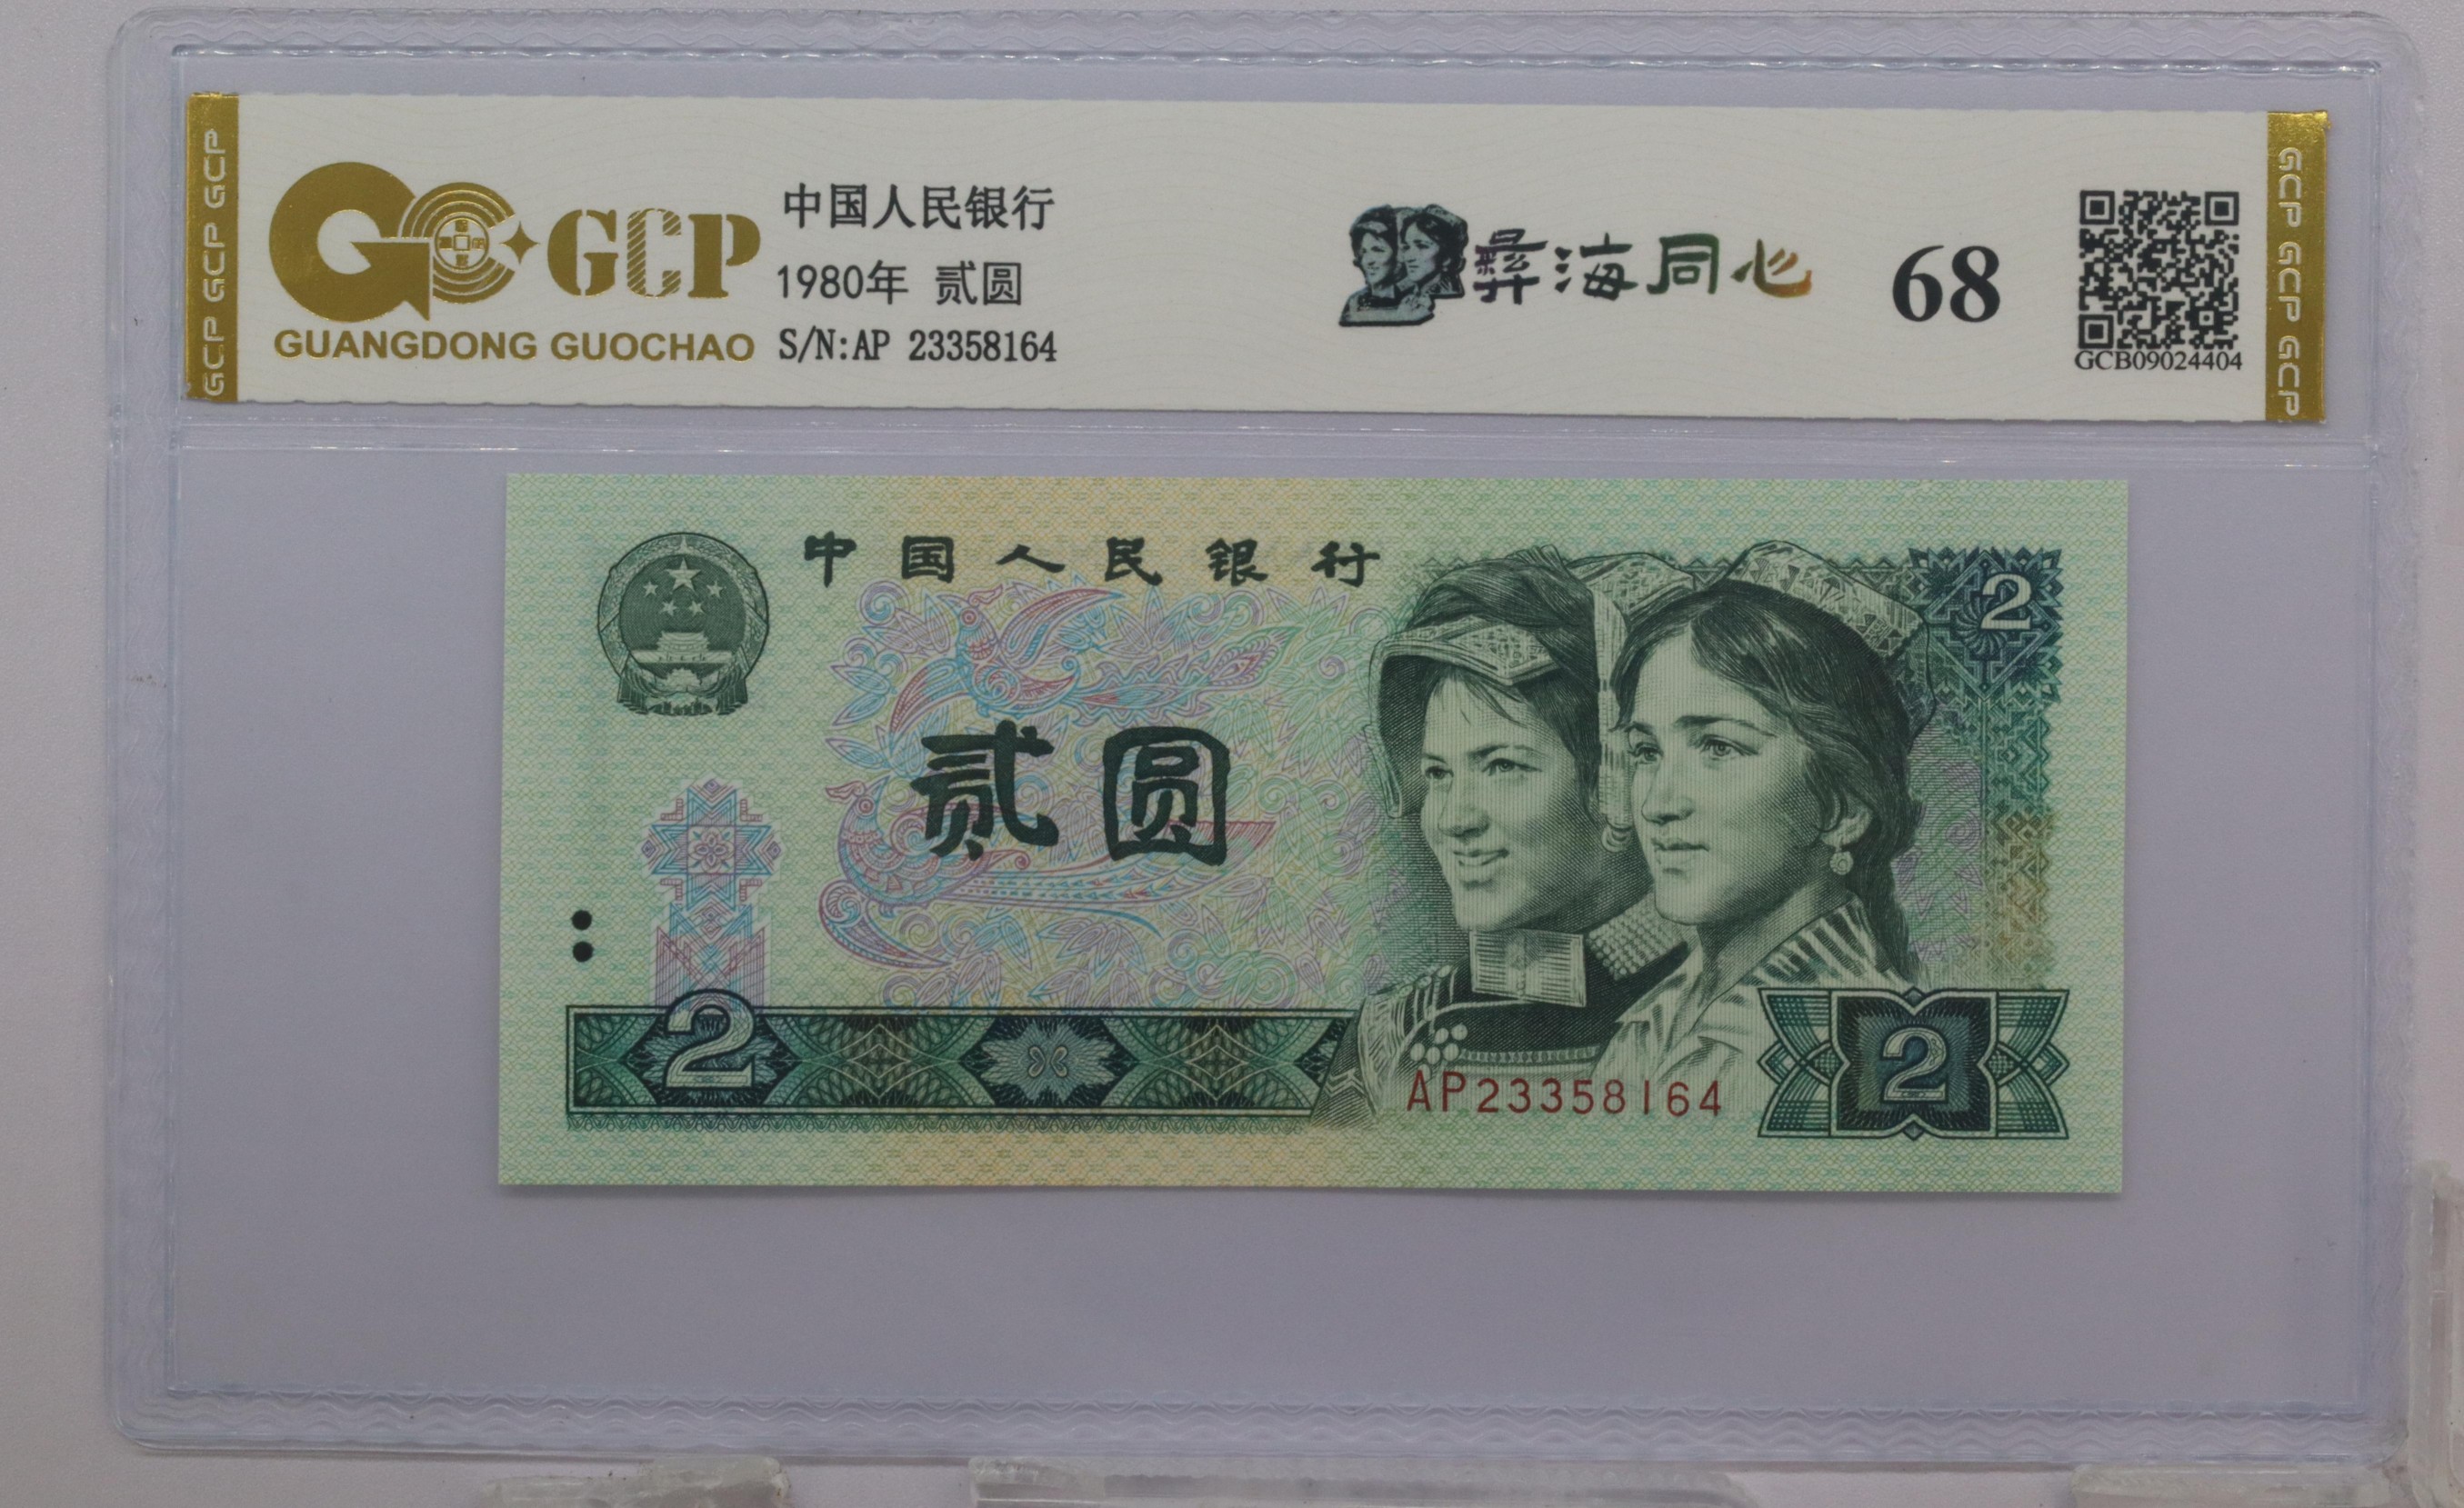 GCP GCP GCP
GCP
GUANGDONG GUOCHAO
中国人民银行
1980年 贰圆
S/N:AP 23358164
彝海同心
68
GCB09024404
GCP GCP GCP
中国人民银行
2
贰圆
2
AP23358164
2